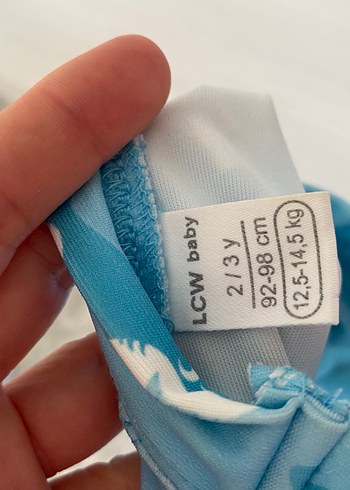 LCW baby
2 / 3 y
92-98 cm
12,5-14,5 kg